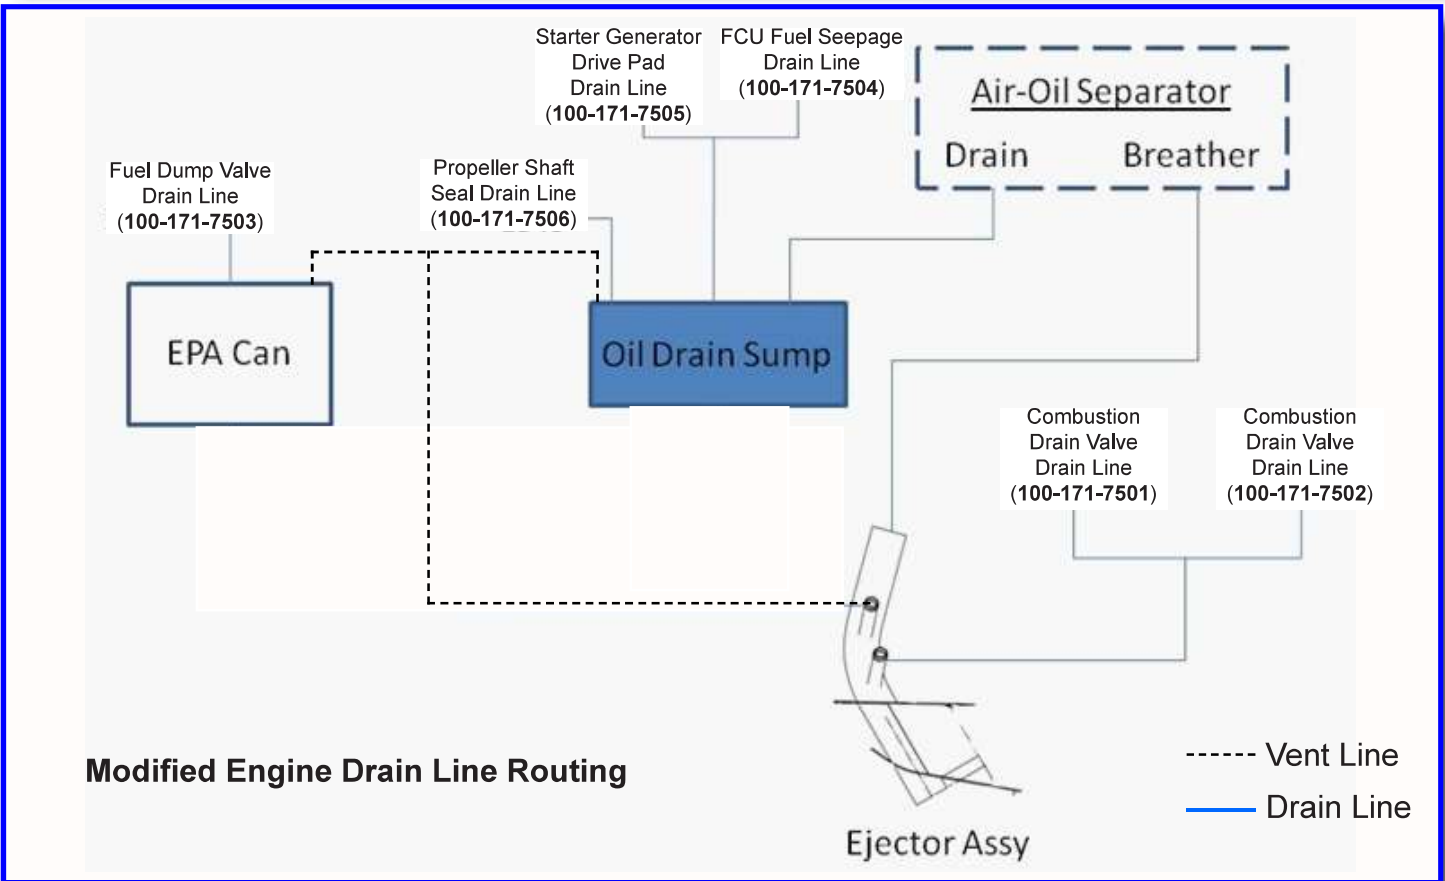 Starter Generator
Drive Pad
Drain Line
(100-171-7505)
FCU Fuel Seepage
Drain Line
(100-171-7504)
Air-Oil Separator
Drain
Breather
Fuel Dump Valve
Drain Line
(100-171-7503)
Propeller Shaft
Seal Drain Line
(100-171-7506)
EPA Can
Oil Drain Sump
Combustion
Drain Valve
Drain Line
(100-171-7501)
Combustion
Drain Valve
Drain Line
(100-171-7502)
Modified Engine Drain Line Routing
Vent Line
Drain Line
Ejector Assy